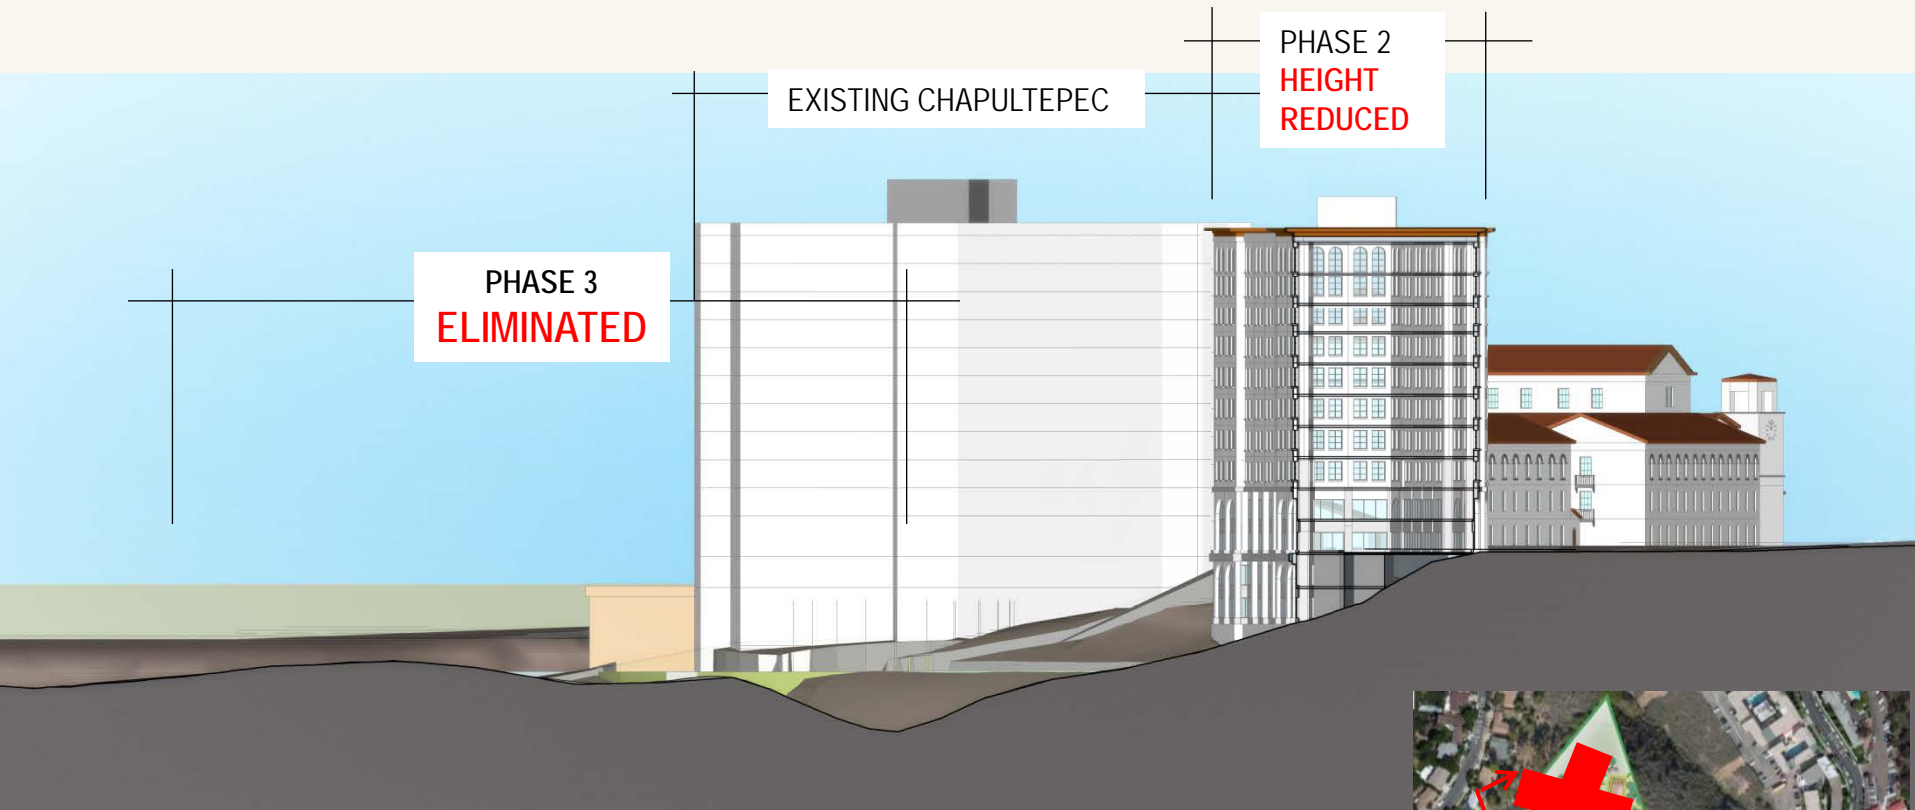 PHASE 2
HEIGHT
REDUCED
EXISTING CHAPULTEPEC
PHASE 3
ELIMINATED